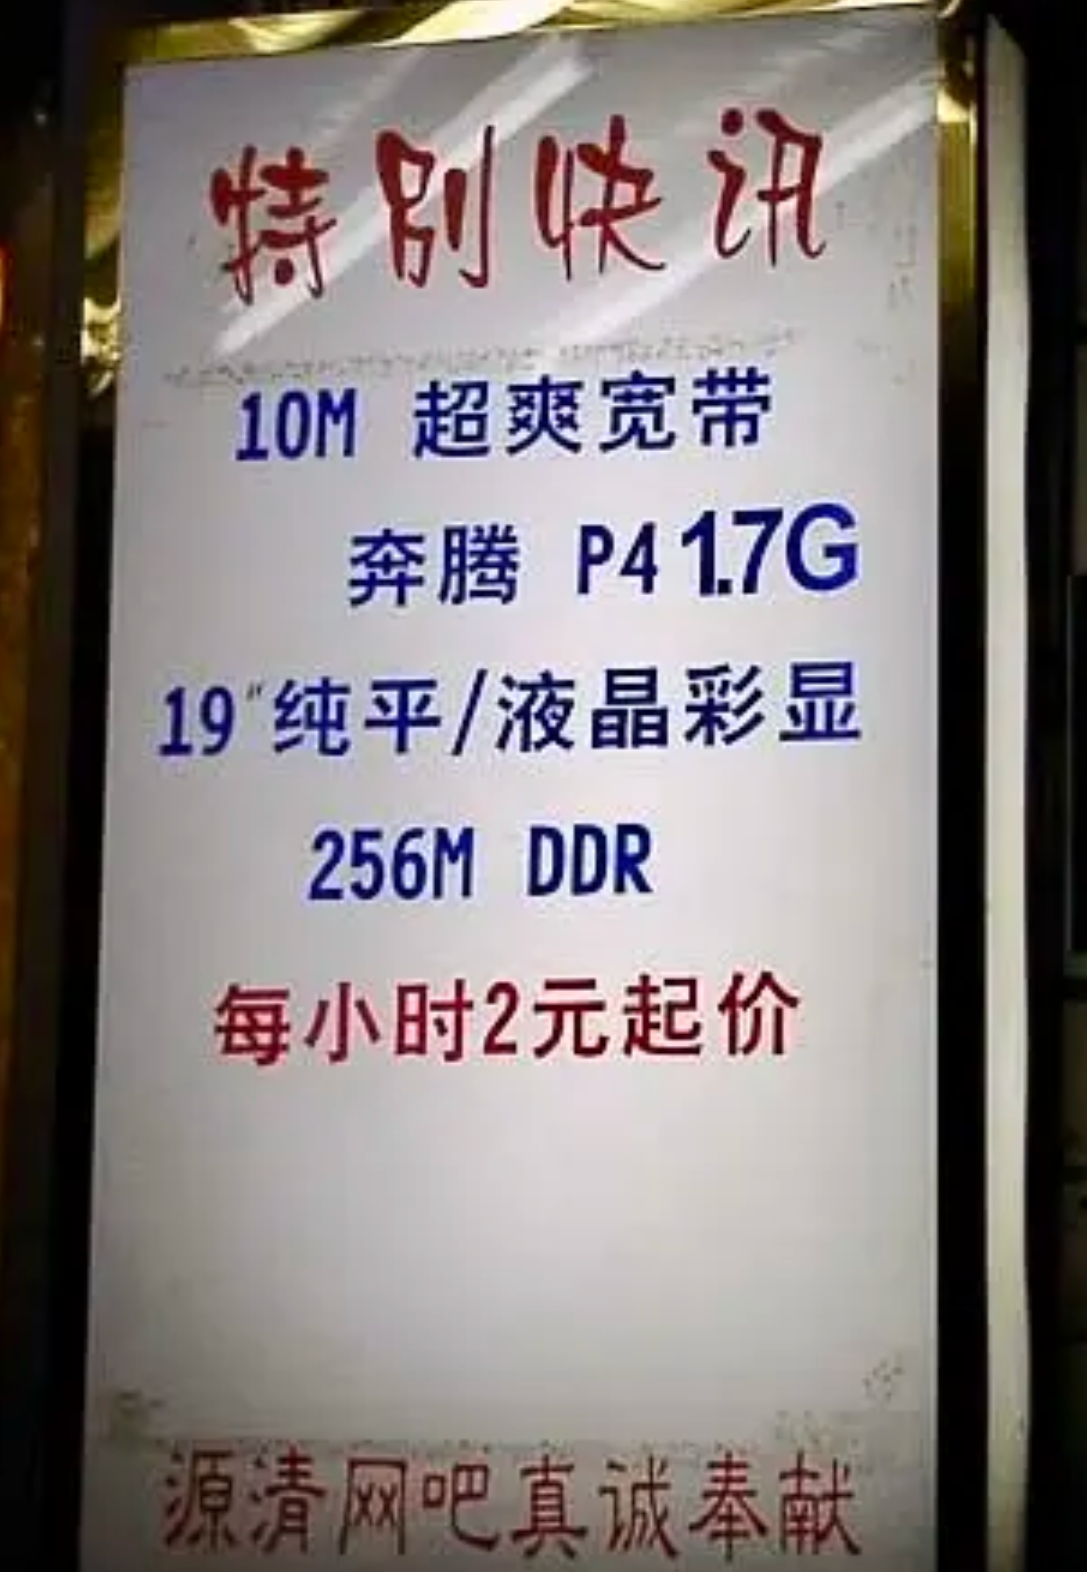 特别快讯
10M 超爽宽带
奔腾 P4 1.7G
19"纯平/液晶彩显
256M DDR
每小时2元起价
源清网吧真诚奉献